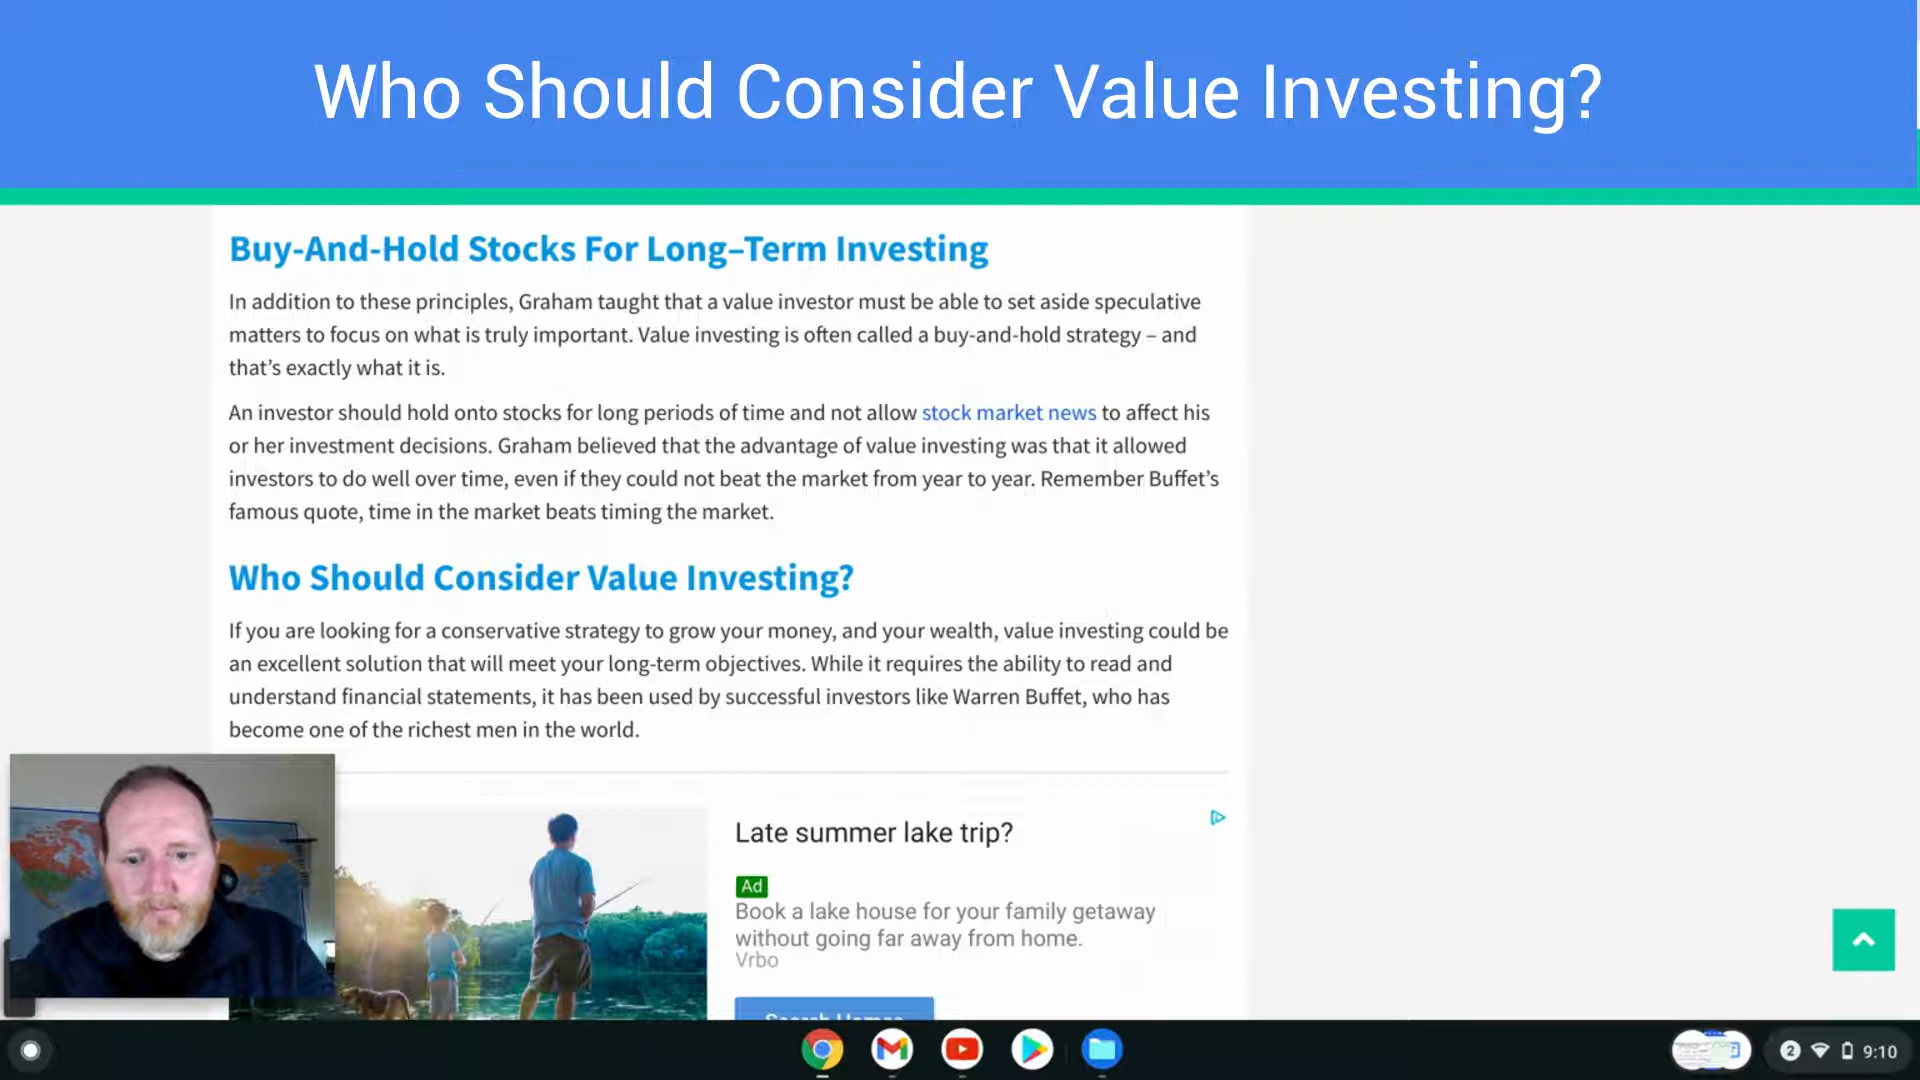 Who Should Consider Value Investing?
Buy-And-Hold Stocks For Long–Term Investing
In addition to these principles, Graham taught that a value investor must be able to set aside speculative
matters to focus on what is truly important. Value investing is often called a buy-and-hold strategy – and
that’s exactly what it is.
An investor should hold onto stocks for long periods of time and not allow stock market news to affect his
or her investment decisions. Graham believed that the advantage of value investing was that it allowed
investors to do well over time, even if they could not beat the market from year to year. Remember Buffet’s
famous quote, time in the market beats timing the market.
Who Should Consider Value Investing?
If you are looking for a conservative strategy to grow your money, and your wealth, value investing could be
an excellent solution that will meet your long-term objectives. While it requires the ability to read and
understand financial statements, it has been used by successful investors like Warren Buffet, who has
become one of the richest men in the world.
Late summer lake trip?
Ad
Book a lake house for your family getaway
without going far away from home.
Vrbo
Search Homes
2 9:10